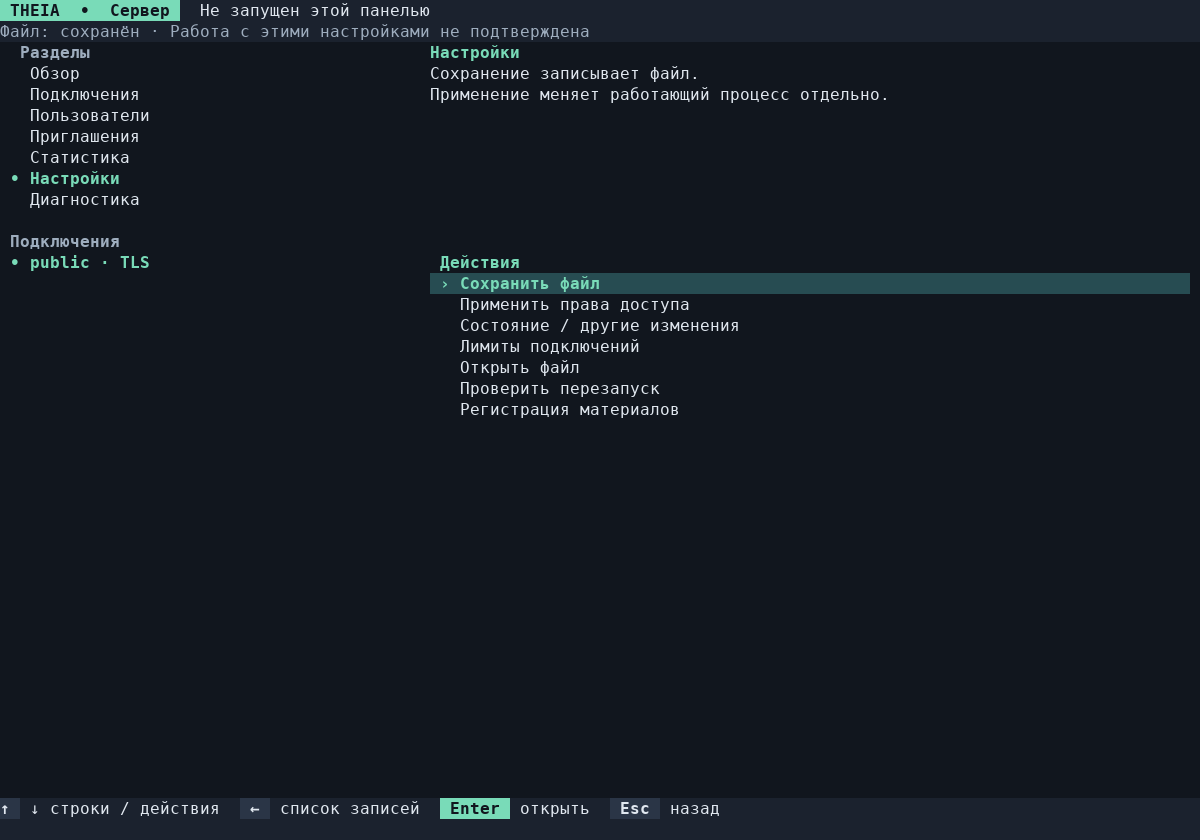 THEIA • Сервер Не запущен этой панелью
Файл: сохранён · Работа с этими настройками не подтверждена
Разделы
Обзор
Подключения
Пользователи
Приглашения
Статистика
• Настройки
Диагностика
Подключения
• public · TLS
Настройки
Сохранение записывает файл.
Применение меняет работающий процесс отдельно.
Действия
› Сохранить файл
Применить права доступа
Состояние / другие изменения
Лимиты подключений
Открыть файл
Проверить перезапуск
Регистрация материалов
↑ ↓ строки / действия ← список записей Enter открыть Esc назад